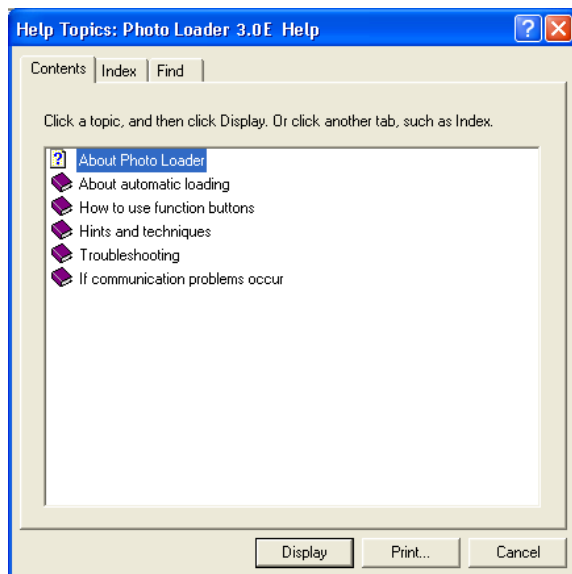 Help Topics: Photo Loader 3.0E Help
Contents Index Find
Click a topic, and then click Display. Or click another tab, such as Index.
About Photo Loader
About automatic loading
How to use function buttons
Hints and techniques
Troubleshooting
If communication problems occur
Display Print... Cancel